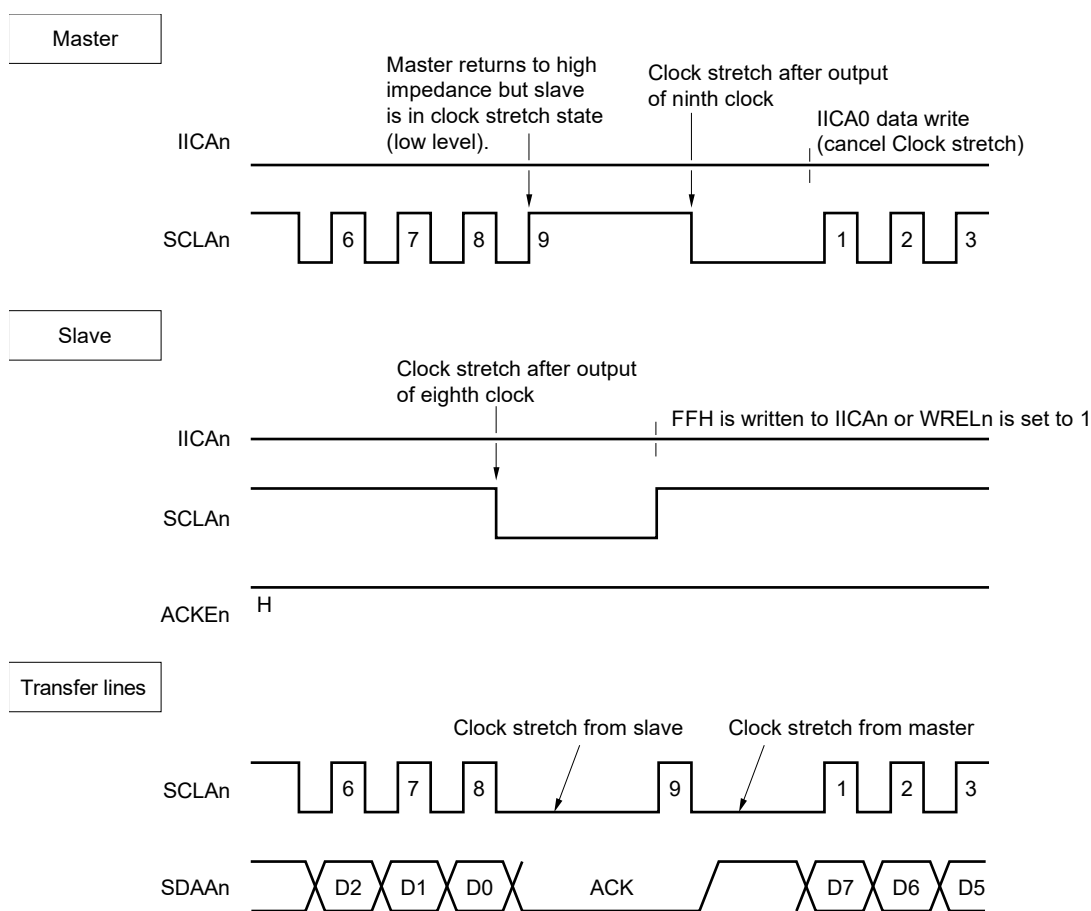 Master
Master returns to high
impedance but slave
is in clock stretch state
(low level).
Clock stretch after output
of ninth clock
IICA0 data write
(cancel Clock stretch)
IICAn
SCLAn
6 7 8 9 1 2 3
Slave
Clock stretch after output
of eighth clock
FFH is written to IICAn or WRELn is set to 1
IICAn
SCLAn
ACKEn
H
Transfer lines
Clock stretch from slave
Clock stretch from master
SCLAn
6 7 8 9 1 2 3
SDAAn
D2 D1 D0 ACK D7 D6 D5